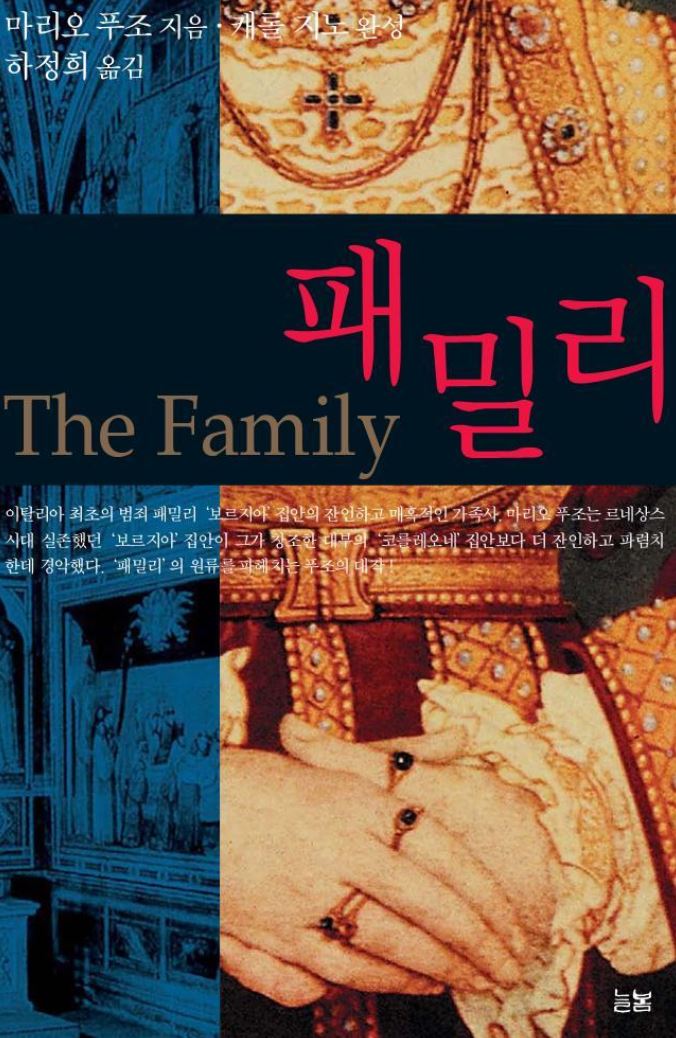 마리오 푸조 지음 · 캐롤 지노 완성
하정희 옮김
패밀리
The Family
이탈리아 최초의 범죄 패밀리 '보르지아' 집안의 잔인하고 매혹적인 가족사. 마리오 푸조는 르네상스
시대 실존했던 '보르지아' 집안이 그가 창조한 대부의 '코를레오네' 집안보다 더 잔인하고 파렴치
한데 경악했다. '패밀리'의 원류를 파헤치는 푸조의 대작!
늘봄